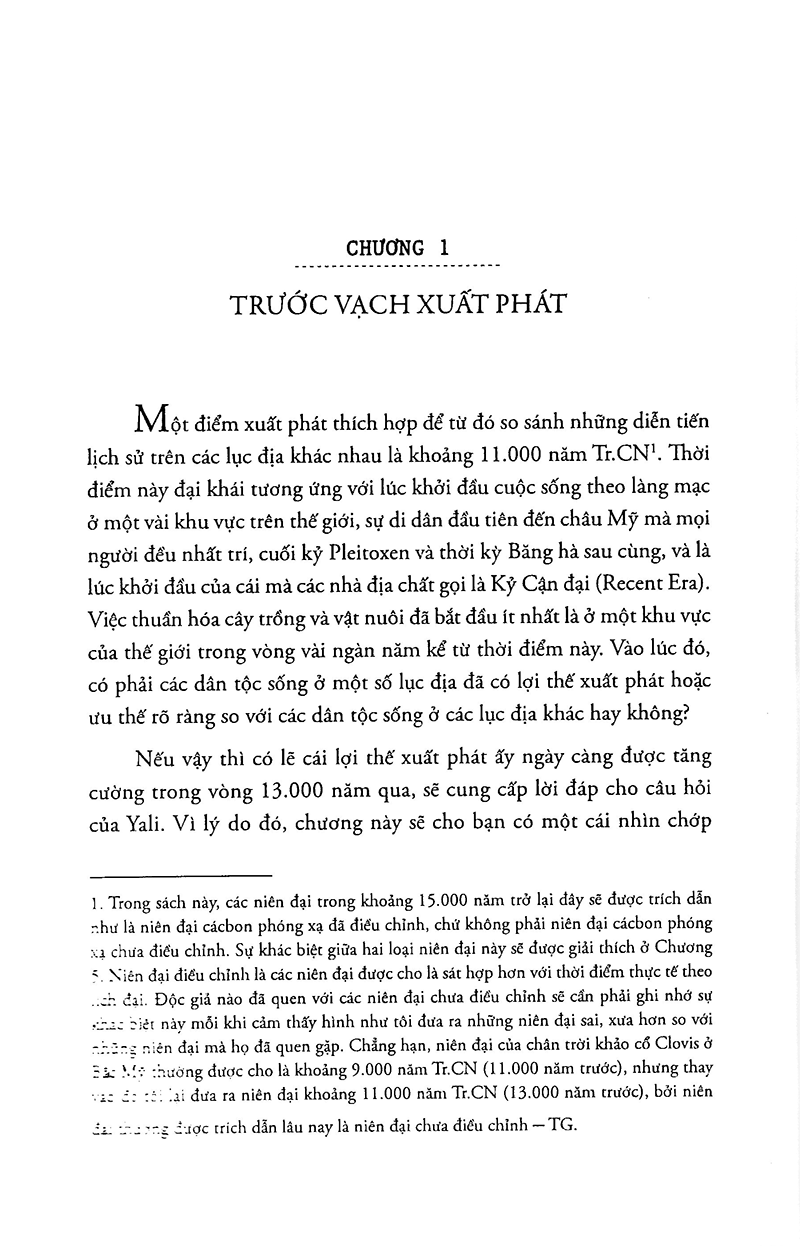 CHƯƠNG 1
TRƯỚC VẠCH XUẤT PHÁT
Một điểm xuất phát thích hợp để từ đó so sánh những diễn tiến
lịch sử trên các lục địa khác nhau là khoảng 11.000 năm Tr.CN¹. Thời
điểm này đại khái tương ứng với lúc khởi đầu cuộc sống theo làng mạc
ở một vài khu vực trên thế giới, sự di dân đầu tiên đến châu Mỹ mà mọi
người đều nhất trí, cuối kỷ Pleitoxen và thời kỳ Băng hà sau cùng, và là
lúc khởi đầu của cái mà các nhà địa chất gọi là Kỷ Cận đại (Recent Era).
Việc thuần hóa cây trồng và vật nuôi đã bắt đầu ít nhất là ở một khu vực
của thế giới trong vòng vài ngàn năm kể từ thời điểm này. Vào lúc đó,
có phải các dân tộc sống ở một số lục địa đã có lợi thế xuất phát hoặc
ưu thế rõ ràng so với các dân tộc sống ở các lục địa khác hay không?
Nếu vậy thì có lẽ cái lợi thế xuất phát ấy ngày càng được tăng
cường trong vòng 13.000 năm qua, sẽ cung cấp lời đáp cho câu hỏi
của Yali. Vì lý do đó, chương này sẽ cho bạn có một cái nhìn chớp
1. Trong sách này, các niên đại trong khoảng 15.000 năm trở lại đây sẽ được trích dẫn
như là niên đại cácbon phóng xạ đã điều chỉnh, chứ không phải niên đại cácbon phóng
xạ chưa điều chỉnh. Sự khác biệt giữa hai loại niên đại này sẽ được giải thích ở Chương
5. Niên đại điều chỉnh là các niên đại được cho là sát hợp hơn với thời điểm thực tế theo
đại. Độc giả nào đã quen với các niên đại chưa điều chỉnh sẽ cần phải ghi nhớ sự
biệt này mỗi khi cảm thấy hình như tôi đưa ra những niên đại sai, xưa hơn so với
những niên đại mà họ đã quen gặp. Chẳng hạn, niên đại của chân trời khảo cổ Clovis ở
Bắc Mỹ thường được cho là khoảng 9.000 năm Tr.CN (11.000 năm trước), nhưng thay
lại đưa ra niên đại khoảng 11.000 năm Tr.CN (13.000 năm trước), bởi niên
được trích dẫn lâu nay là niên đại chưa điều chỉnh – TG.